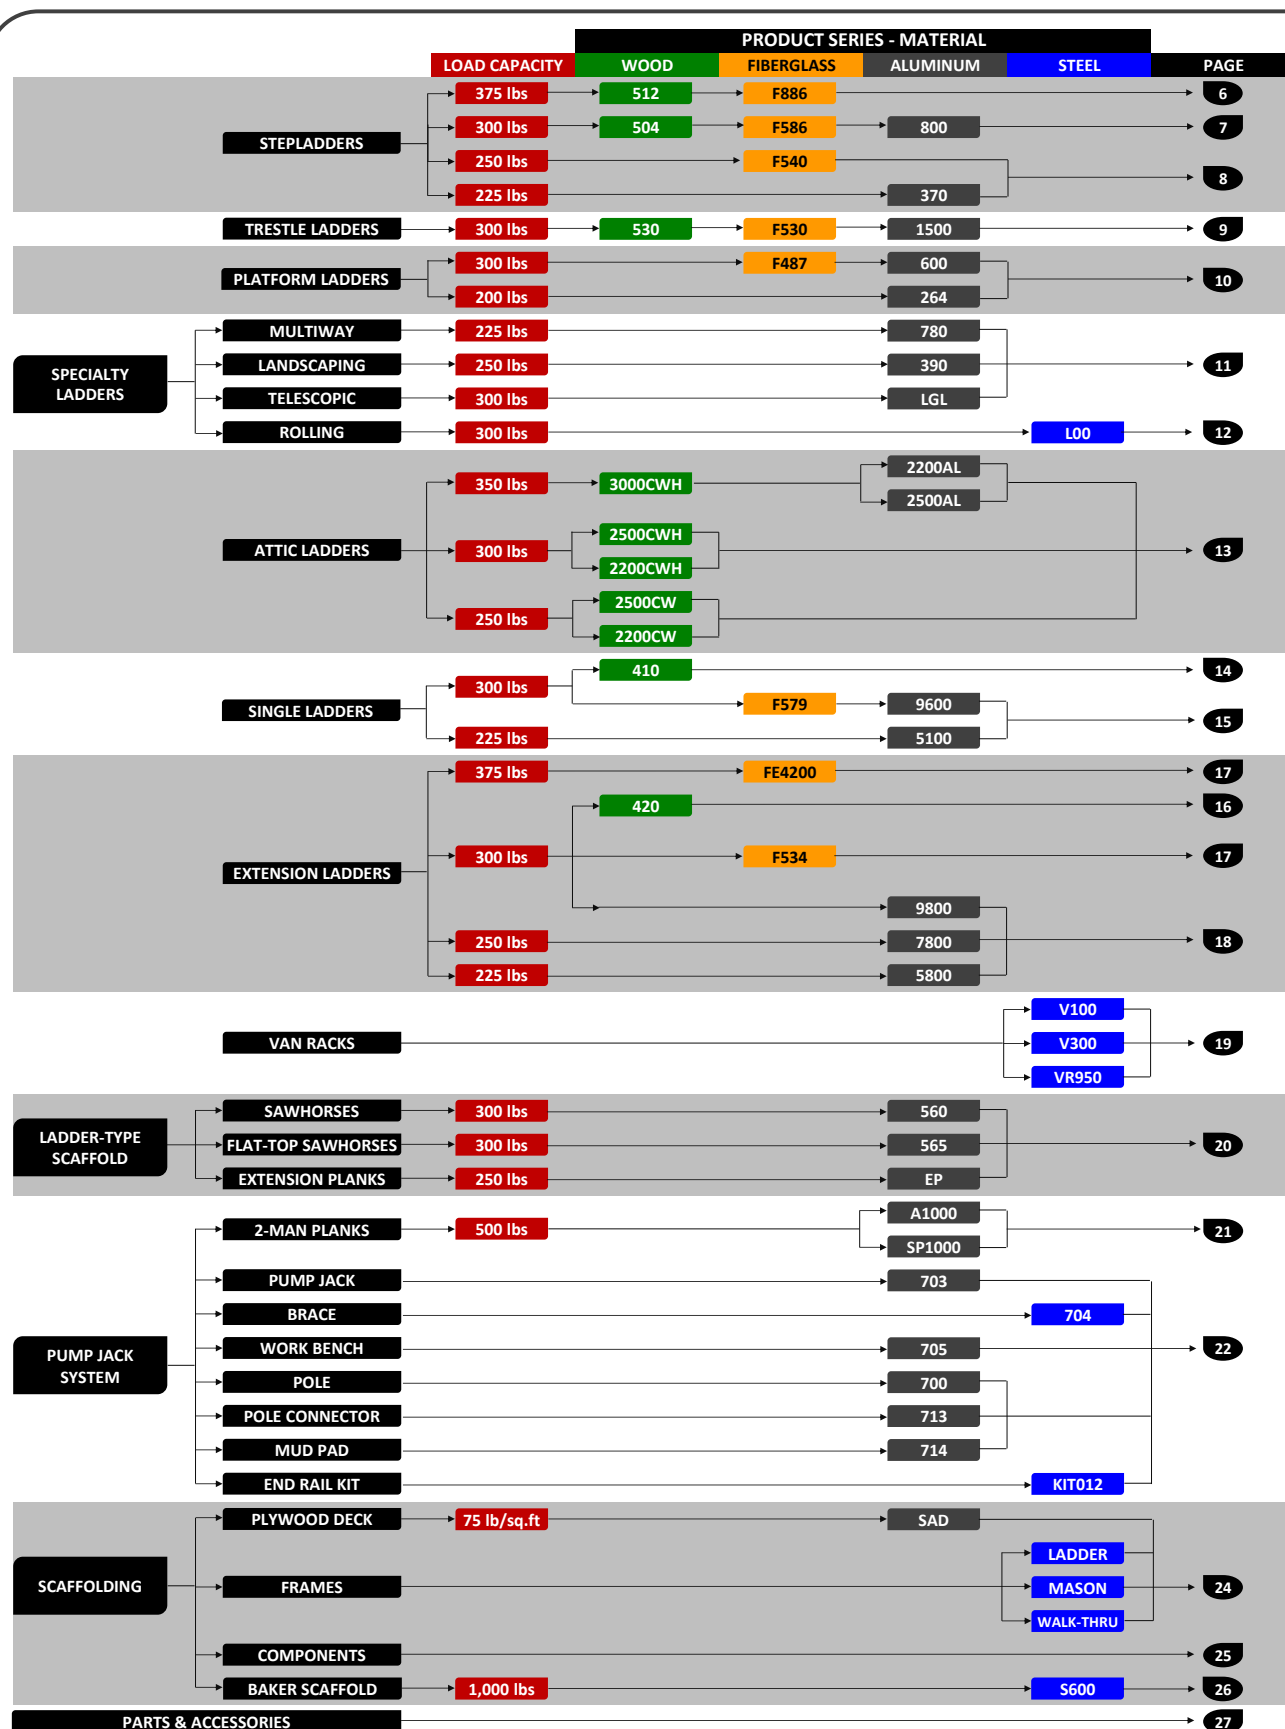 PRODUCT SERIES - MATERIAL
LOAD CAPACITY WOOD FIBERGLASS ALUMINUM STEEL PAGE
375 lbs 512 F886 6
300 lbs 504 F586 800 7
STEPLADDERS
250 lbs F540
8
225 lbs 370
TRESTLE LADDERS 300 lbs 530 F530 1500 9
300 lbs F487 600
PLATFORM LADDERS 10
200 lbs 264
MULTIWAY 225 lbs 780
SPECIALTY
LADDERS
LANDSCAPING 250 lbs 390 11
TELESCOPIC 300 lbs LGL
ROLLING 300 lbs L00 12
2200AL
350 lbs 3000CWH
2500AL
2500CWH
ATTIC LADDERS 300 lbs 13
2200CWH
2500CW
250 lbs
2200CW
410 14
300 lbs
F579 9600
SINGLE LADDERS 15
225 lbs 5100
375 lbs FE4200 17
420 16
300 lbs F534 17
EXTENSION LADDERS
9800
250 lbs 7800 18
225 lbs 5800
V100
VAN RACKS V300 19
VR950
SAWHORSES 300 lbs 560
LADDER-TYPE
SCAFFOLD
FLAT-TOP SAWHORSES 300 lbs 565 20
EXTENSION PLANKS 250 lbs EP
A1000
2-MAN PLANKS 500 lbs 21
SP1000
PUMP JACK 703
BRACE 704
WORK BENCH 705 22
PUMP JACK
SYSTEM
POLE 700
POLE CONNECTOR 713
MUD PAD 714
END RAIL KIT KIT012
PLYWOOD DECK 75 lb/sq.ft SAD
LADDER
SCAFFOLDING FRAMES MASON 24
WALK-THRU
COMPONENTS 25
BAKER SCAFFOLD 1,000 lbs S600 26
PARTS & ACCESSORIES 27